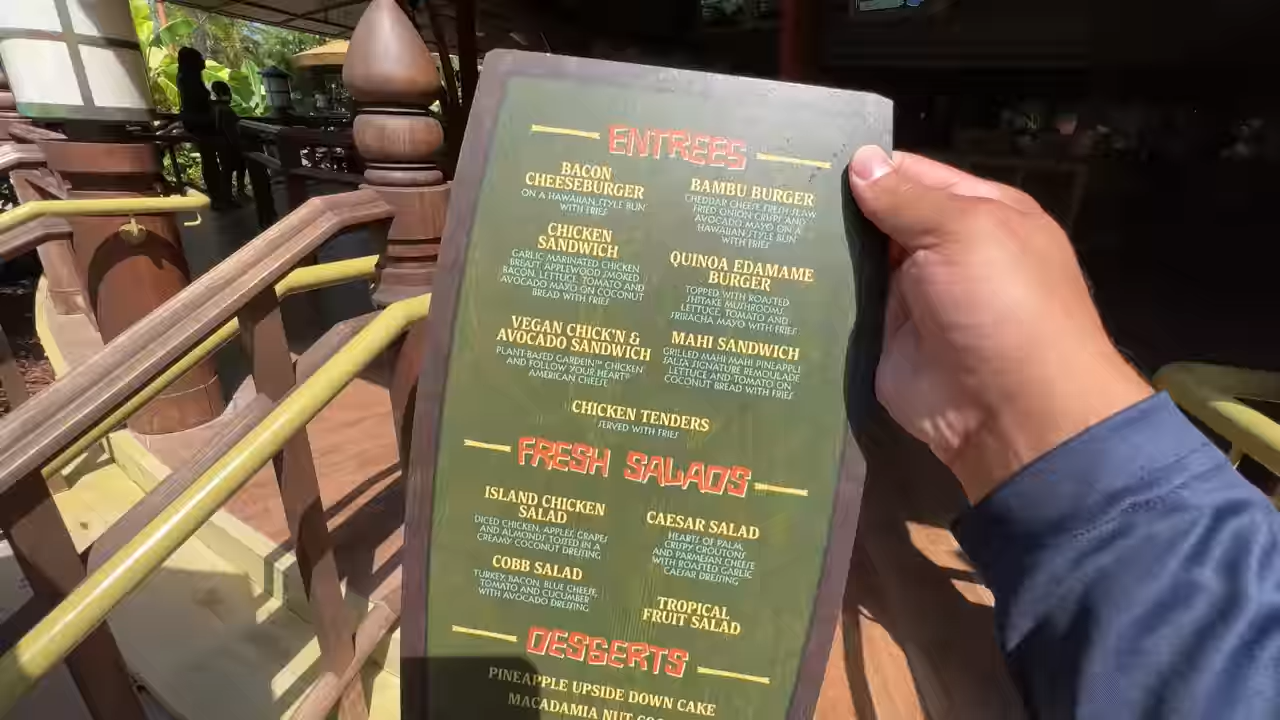 ENTREES
BACON
CHEESEBURGER
ON A HAWAIIAN STYLE BUN
WITH FRIES
BAMBU BURGER
CHEDDAR CHEESE FRESH SLAW
FRIED ONION CRISPS AND
AVOCADO MAYO ON A
HAWAIIAN STYLE BUN
WITH FRIES
CHICKEN
SANDWICH
GARLIC MARINATED CHICKEN
BREAST APPLEWOOD SMOKED
BACON, LETTUCE, TOMATO AND
AVOCADO MAYO ON COCONUT
BREAD WITH FRIES
QUINOA EDAMAME
BURGER
TOPPED WITH ROASTED
SHITAKE MUSHROOMS,
LETTUCE, TOMATO AND
SRIRACHA MAYO WITH FRIES
VEGAN CHICK'N &
AVOCADO SANDWICH
PLANT-BASED GARDEIN™ CHICKEN
AND FOLLOW YOUR HEART®
AMERICAN CHEESE
MAHI SANDWICH
GRILLED MAHI MAHI PINEAPPLE
SALSA SIGNATURE REMOULADE
LETTUCE AND TOMATO ON
COCONUT BREAD WITH FRIES
CHICKEN TENDERS
SERVED WITH FRIES
FRESH SALADS
ISLAND CHICKEN
SALAD
DICED CHICKEN, APPLES, GRAPES
AND ALMONDS TOSSED IN A
CREAMY COCONUT DRESSING
CAESAR SALAD
HEARTS OF PALM,
CRISPY CROUTONS
AND PARMESAN CHEESE
WITH ROASTED GARLIC
CAESAR DRESSING
COBB SALAD
TURKEY, BACON, BLUE CHEESE,
TOMATO AND CUCUMBER
WITH AVOCADO DRESSING
TROPICAL
FRUIT SALAD
DESSERTS
PINEAPPLE UPSIDE DOWN CAKE
MACADAMIA NUT